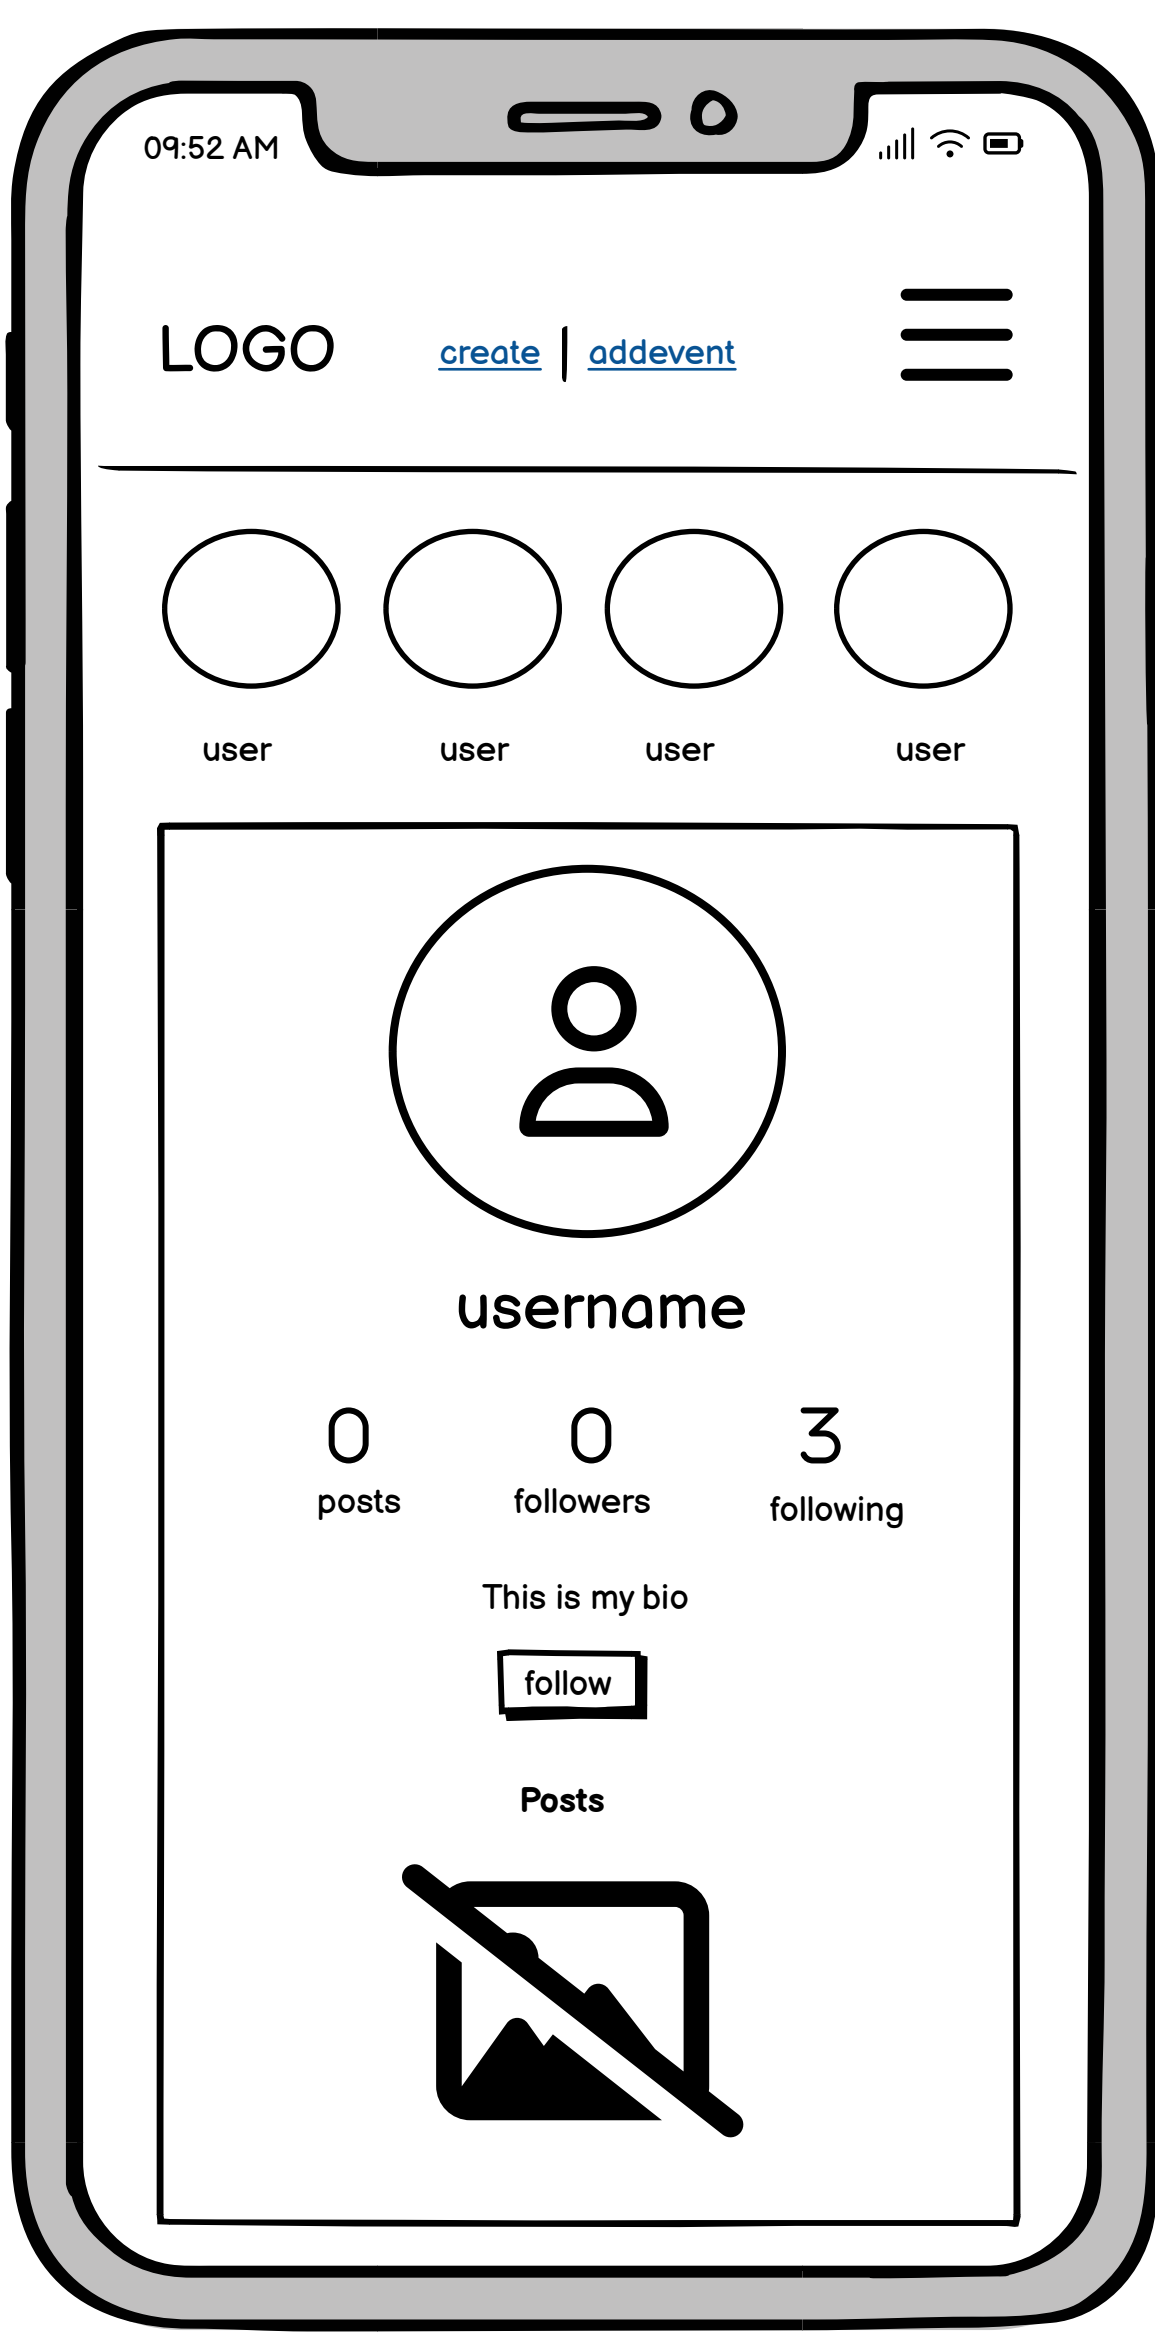 09:52 AM
LOGO create | addevent
user user user user
username
0 0 3
posts followers following
This is my bio
follow
Posts